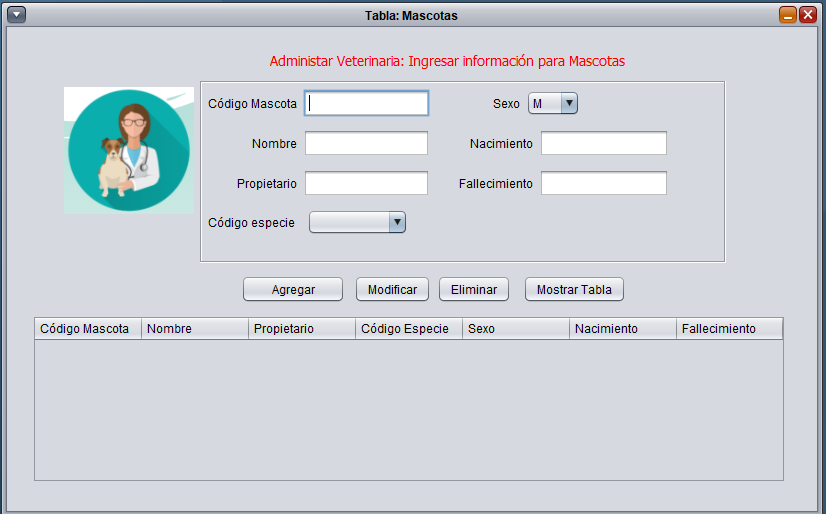 Tabla: Mascotas
Administar Veterinaria: Ingresar información para Mascotas
Código Mascota
Sexo M
Nombre
Nacimiento
Propietario
Fallecimiento
Código especie
Agregar Modificar Eliminar Mostrar Tabla
Código Mascota Nombre Propietario Código Especie Sexo Nacimiento Fallecimiento